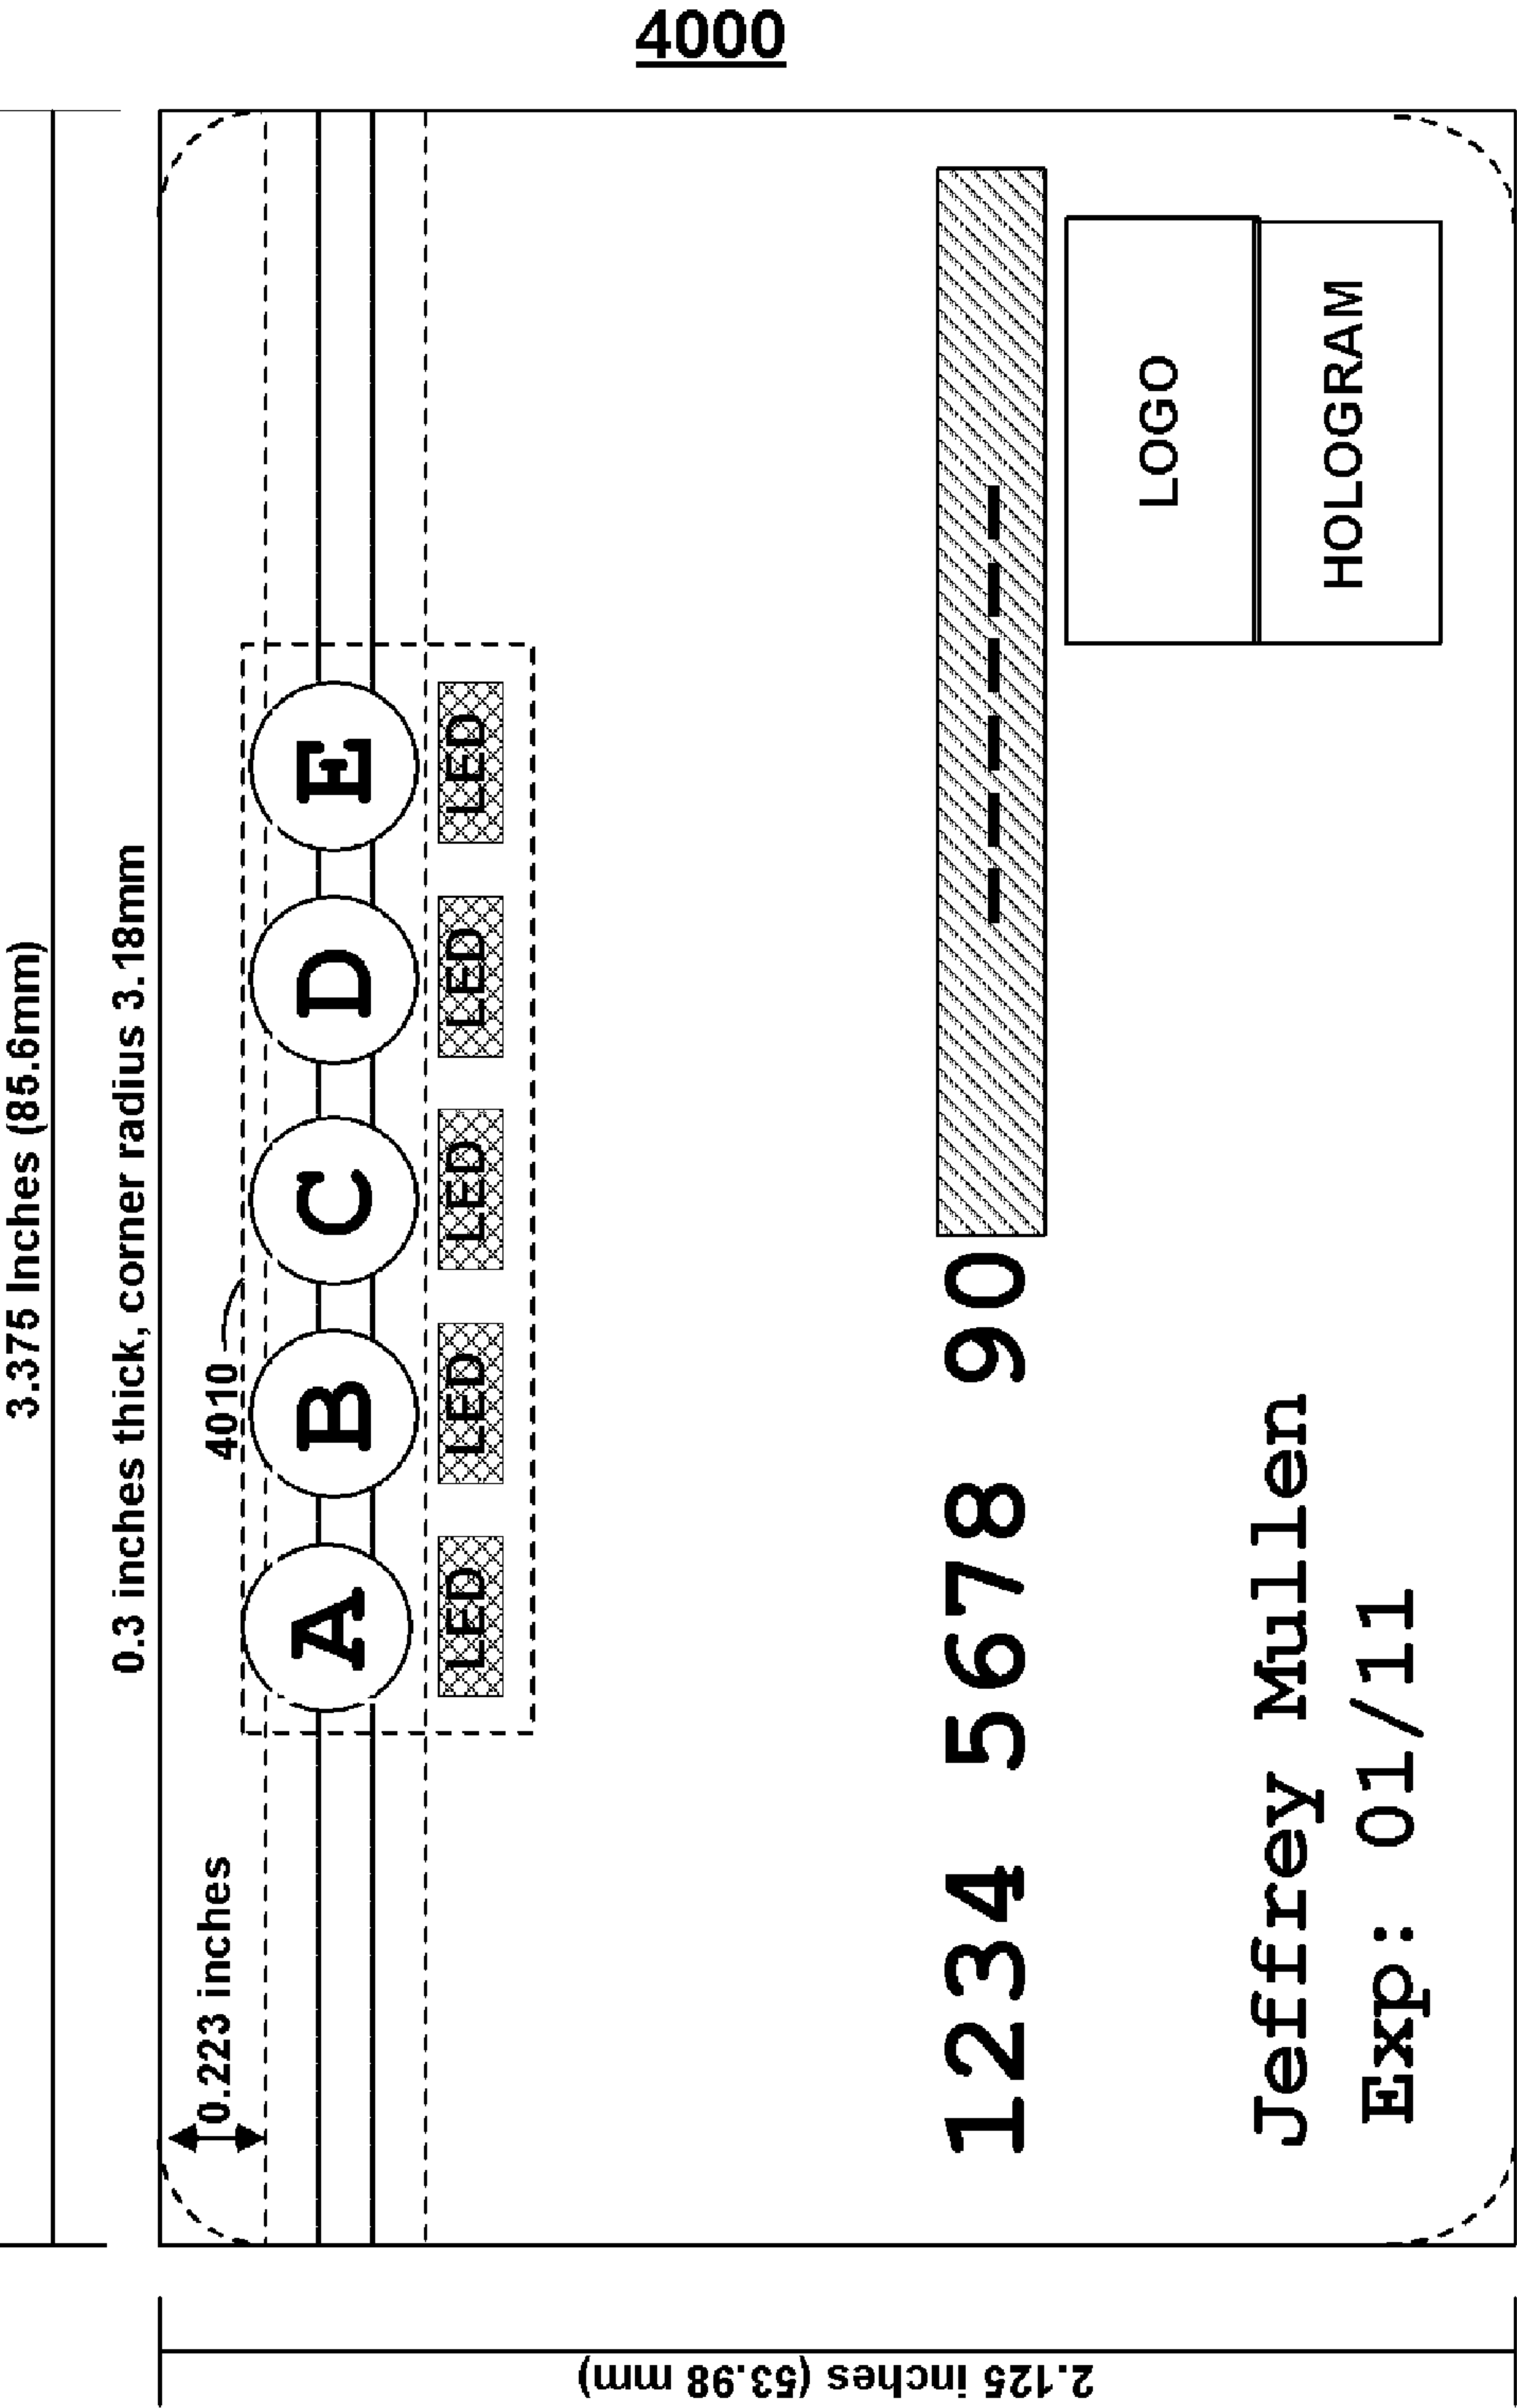 4000
3.375 Inches (85.6mm)
0.3 inches thick, corner radius 3.18mm
4010
0.223 inches
A B C D E
LED LED LED LED LED
2.125 inches (53.98 mm)
1234 5678 90
LOGO
HOLOGRAM
Jeffrey Mullen
Exp: 01/11